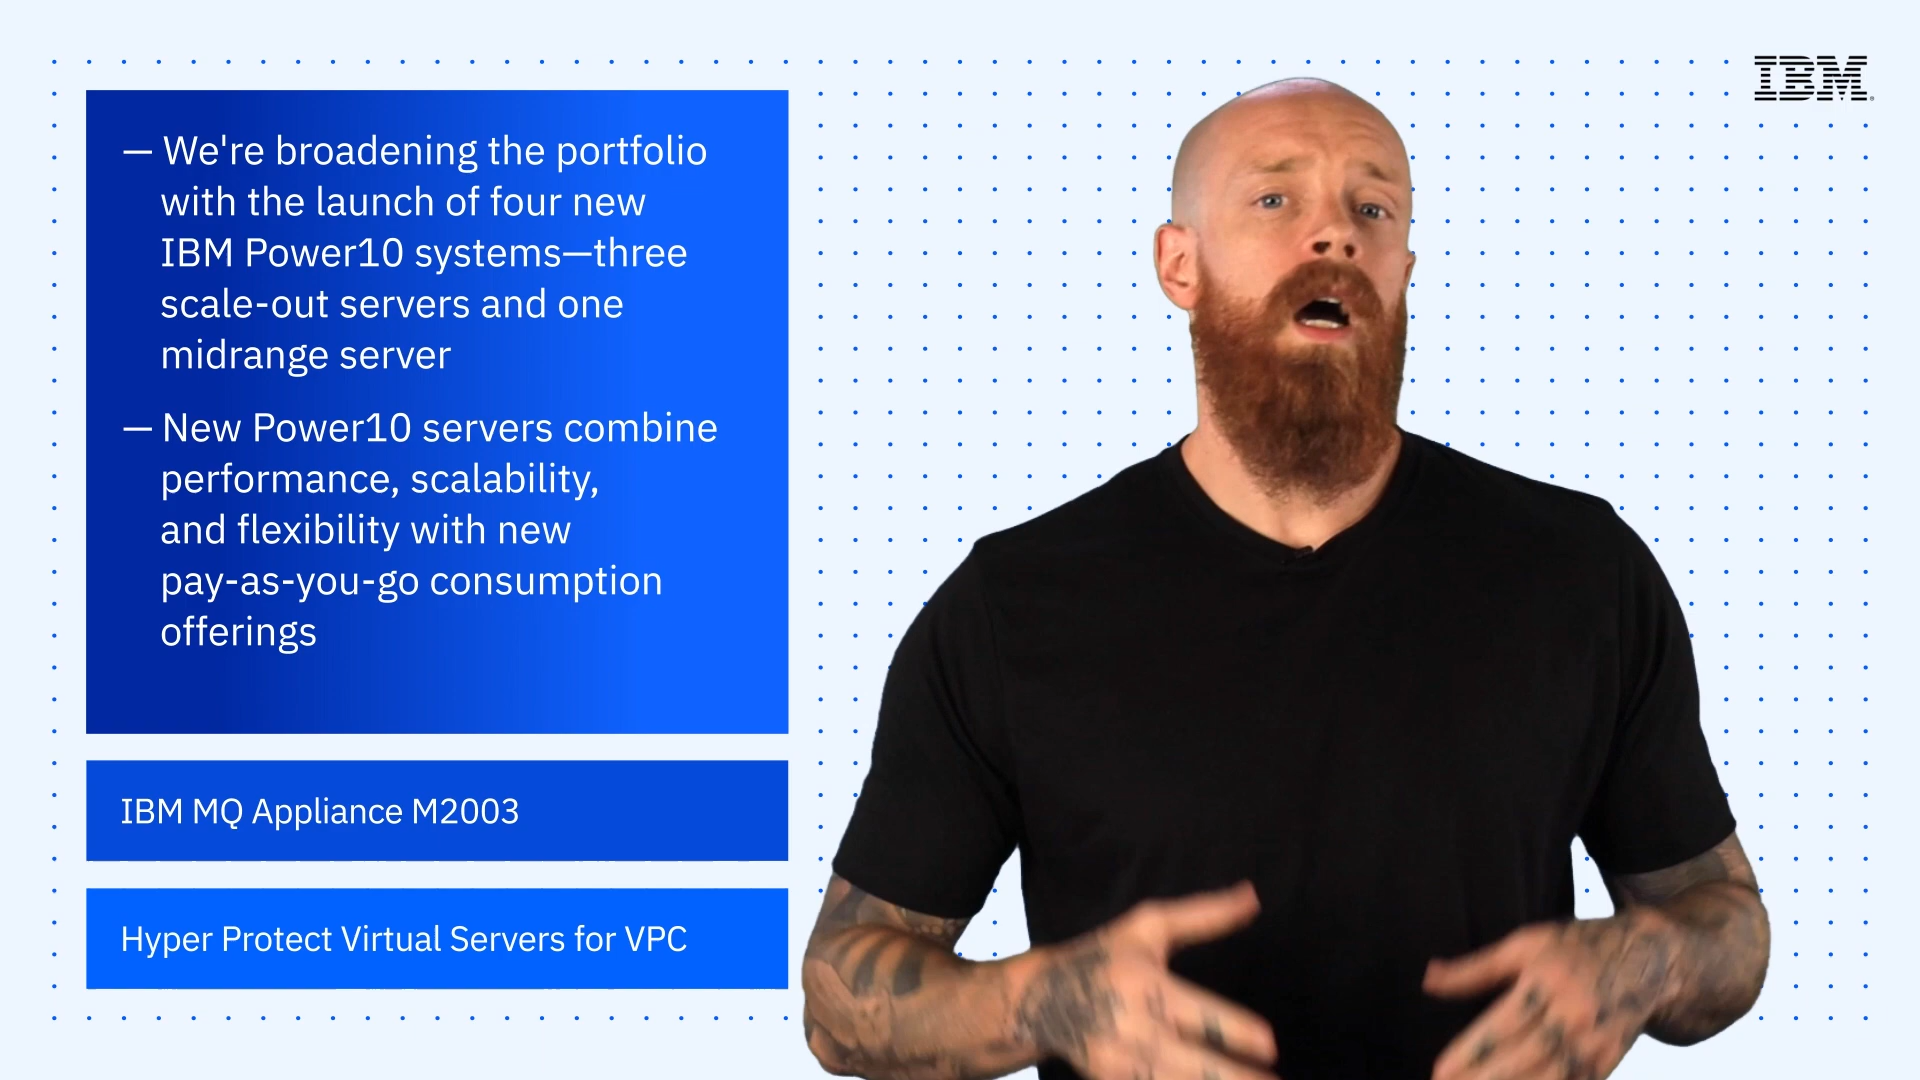 IBM
— We're broadening the portfolio
with the launch of four new
IBM Power10 systems—three
scale-out servers and one
midrange server
— New Power10 servers combine
performance, scalability,
and flexibility with new
pay-as-you-go consumption
offerings
IBM MQ Appliance M2003
Hyper Protect Virtual Servers for VPC